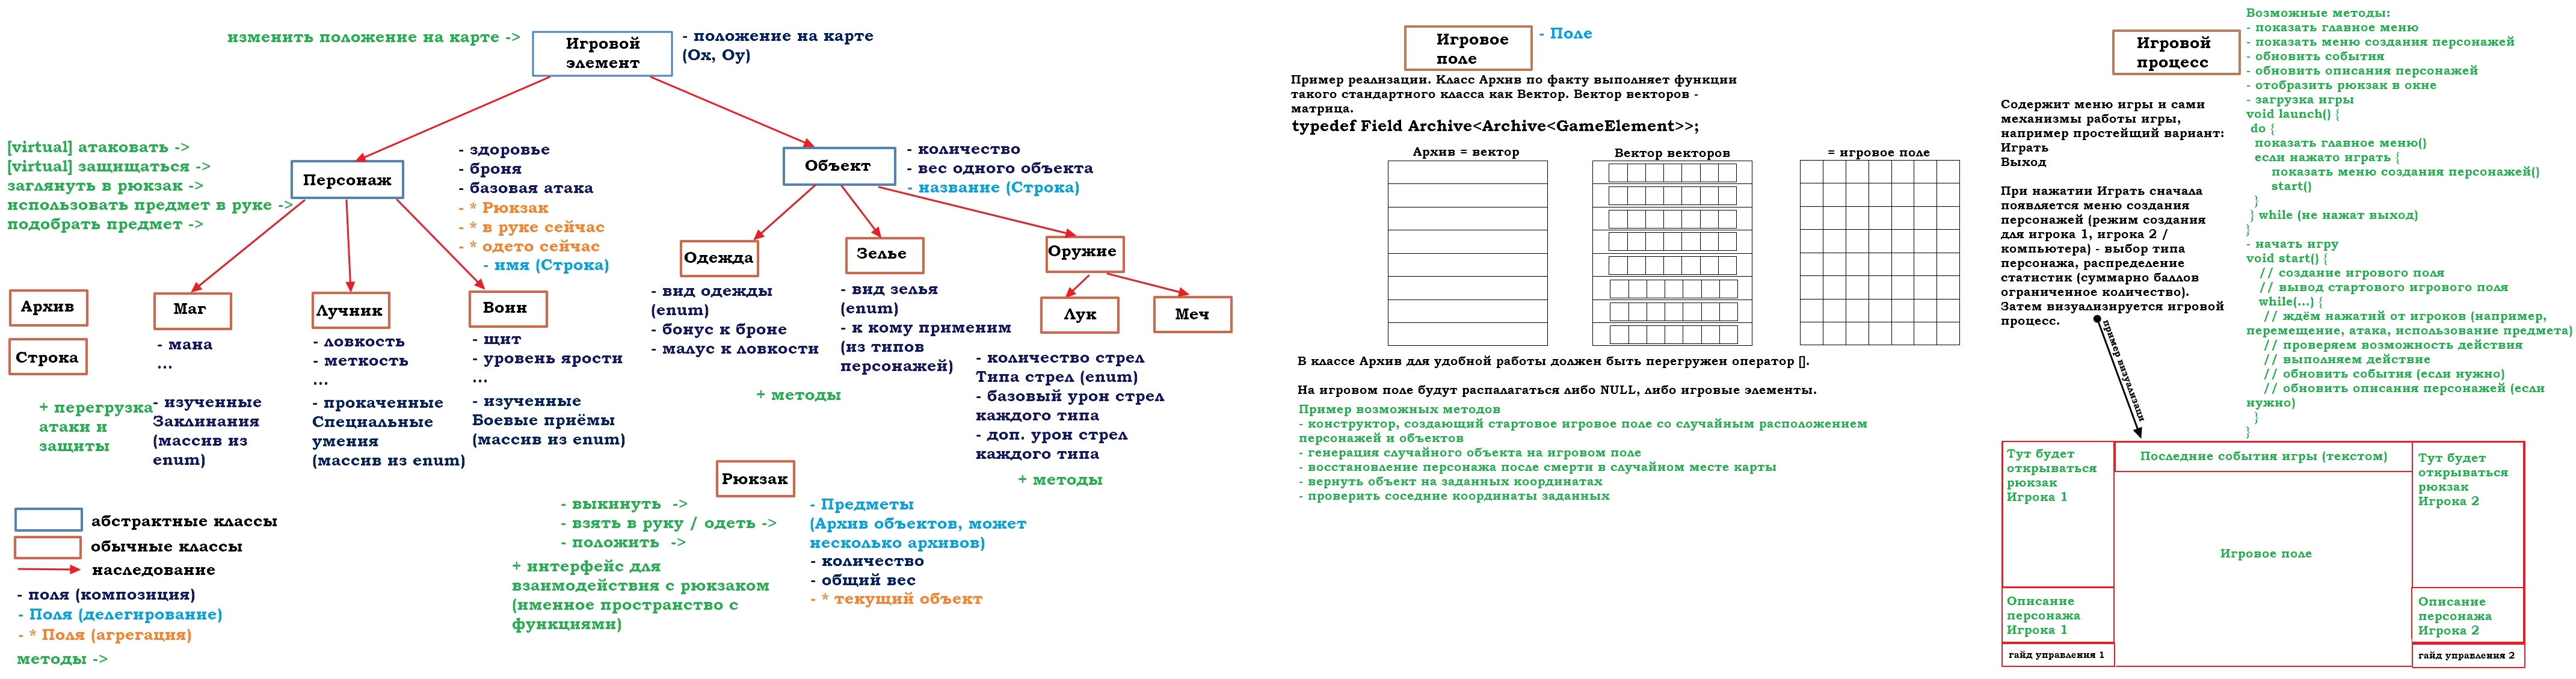 изменить положение на карте ->
Игровой
элемент
- положение на карте
(Ox, Oy)
[virtual] атаковать ->
[virtual] защищаться ->
заглянуть в рюкзак ->
использовать предмет в руке ->
подобрать предмет ->
Персонаж
- здоровье
- броня
- базовая атака
- * Рюкзак
- * в руке сейчас
- * одето сейчас
- имя (Строка)
Объект
- количество
- вес одного объекта
- название (Строка)
Архив
Строка
Маг
- мана
...
- изученные
Заклинания
(массив из
enum)
+ перегрузка
атаки и
защиты
Лучник
- ловкость
- меткость
...
- прокаченные
Специальные
умения
(массив из enum)
Воин
- щит
- уровень ярости
...
- изученные
Боевые приёмы
(массив из enum)
Одежда
- вид одежды
(enum)
- бонус к броне
- малус к ловкости
Зелье
- вид зелья
(enum)
- к кому применим
(из типов
персонажей)
+ методы
Оружие
Лук
Меч
- количество стрел
Типа стрел (enum)
- базовый урон стрел
каждого типа
- доп. урон стрел
каждого типа
+ методы
Рюкзак
- выкинуть ->
- взять в руку / одеть ->
- положить ->
+ интерфейс для
взаимодействия с рюкзаком
(именное пространство с
функциями)
- Предметы
(Архив объектов, может
несколько архивов)
- количество
- общий вес
- * текущий объект
абстрактные классы
обычные классы
наследование
- поля (композиция)
- Поля (делегирование)
- * Поля (агрегация)
методы ->
Игровое
поле
- Поле
Пример реализации. Класс Архив по факту выполняет функции
такого стандартного класса как Вектор. Вектор векторов -
матрица.
typedef Field Archive<Archive<GameElement>>;
Архив = вектор
Вектор векторов
= игровое поле
В классе Архив для удобной работы должен быть перегружен оператор [].
На игровом поле будут распалагаться либо NULL, либо игровые элементы.
Пример возможных методов
- конструктор, создающий стартовое игровое поле со случайным расположением
персонажей и объектов
- генерация случайного объекта на игровом поле
- восстановление персонажа после смерти в случайном месте карты
- вернуть объект на заданных координатах
- проверить соседние координаты заданных
Игровой
процесс
Содержит меню игры и сами
механизмы работы игры,
например простейщий вариант:
Играть
Выход
При нажатии Играть сначала
появляется меню создания
персонажей (режим создания
для игрока 1, игрока 2 /
компьютера) - выбор типа
персонажа, распределение
статистик (суммарно баллов
ограниченное количество).
Затем визуализируется игровой
процесс.
пример визуализаци
Возможные методы:
- показать главное меню
- показать меню создания персонажей
- обновить события
- обновить описания персонажей
- отобразить рюкзак в окне
- загрузка игры
void launch() {
do {
показать главное меню()
если нажато играть {
показать меню создания персонажей()
start()
}
} while (не нажат выход)
}
- начать игру
void start() {
// создание игрового поля
// вывод стартового игрового поля
while(...) {
// ждём нажатий от игроков (например,
перемещение, атака, использование предмета)
// проверяем возможность действия
// выполняем действие
// обновить события (если нужно)
// обновить описания персонажей (если
нужно)
}
}
Тут будет
открываться
рюкзак
Игрока 1
Последние события игры (текстом)
Тут будет
открываться
рюкзак
Игрока 2
Игровое поле
Описание
персонажа
Игрока 1
Описание
персонажа
Игрока 2
гайд управления 1
гайд управления 2